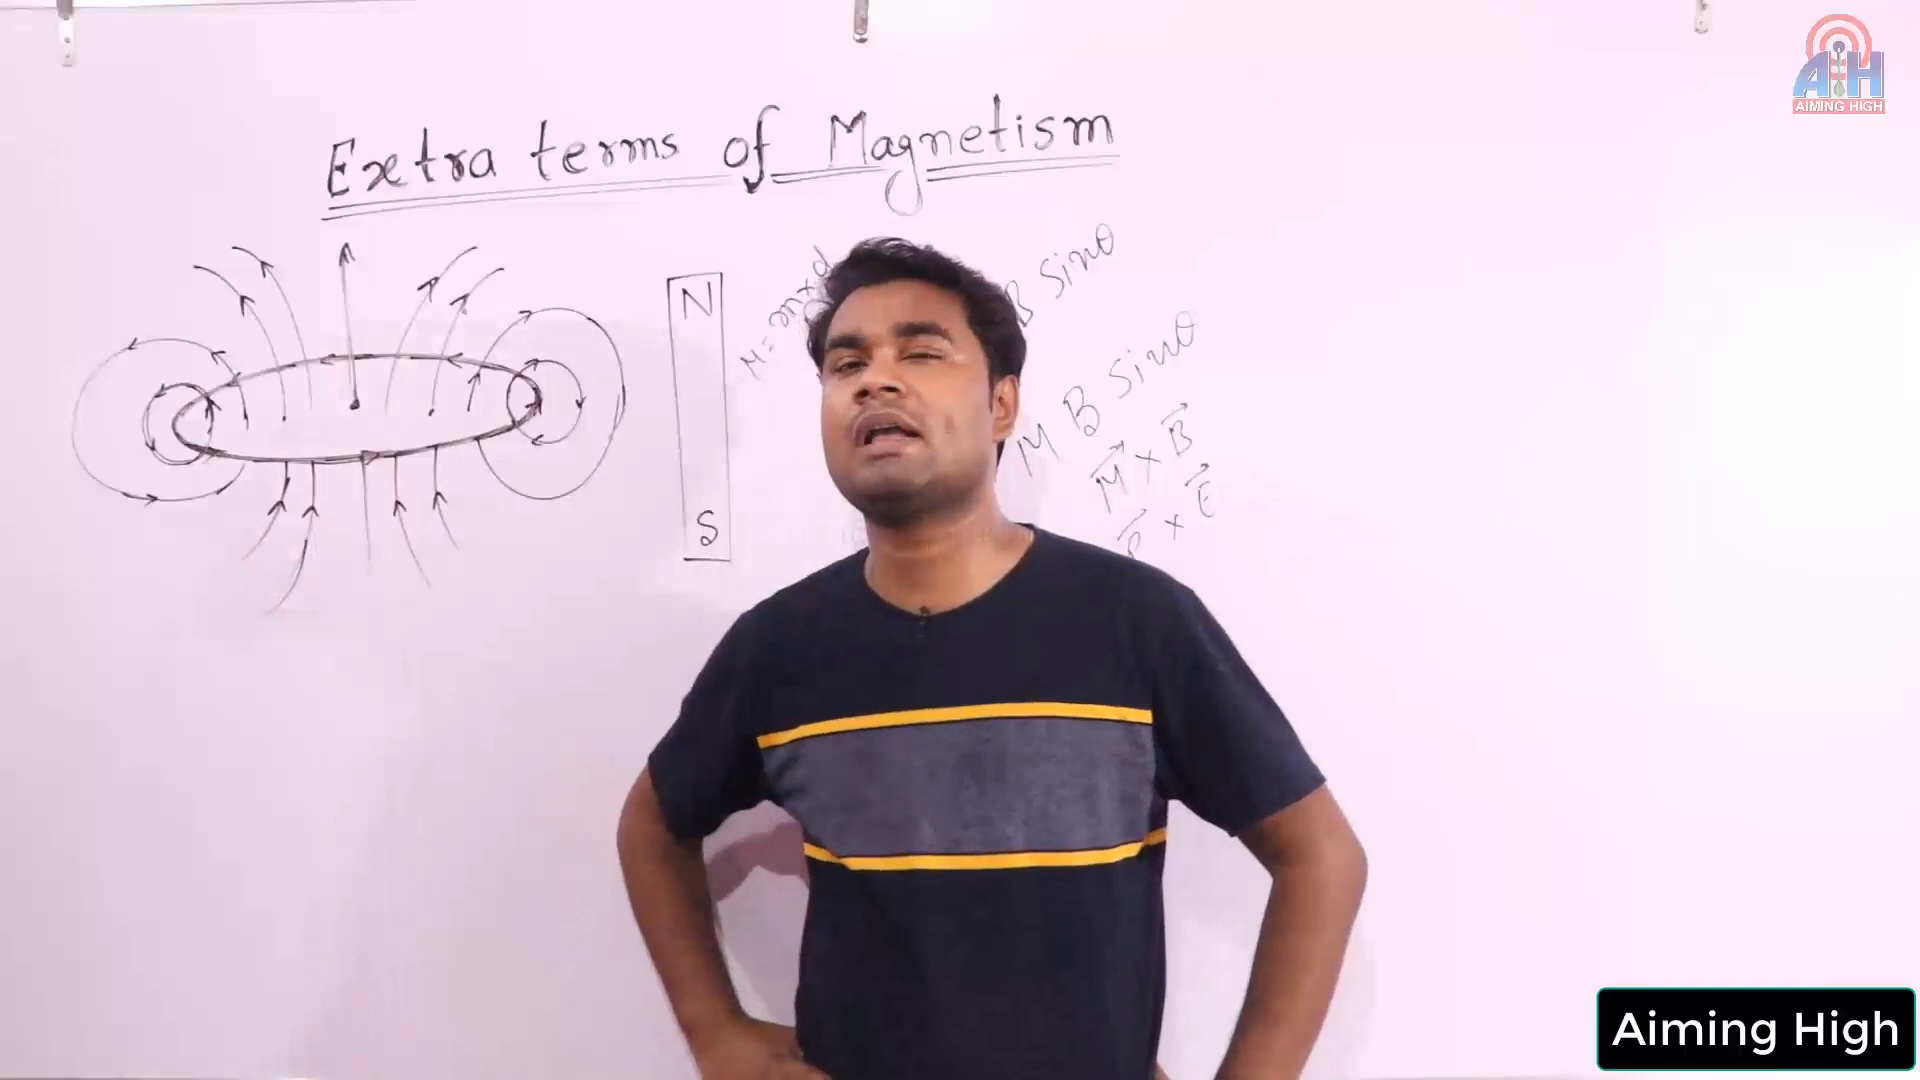 AIMING HIGH
Extra terms of Magnetism
N
S
M = m×d
B sinθ
M B sinθ
M⃗ × B⃗
× E⃗
Aiming High